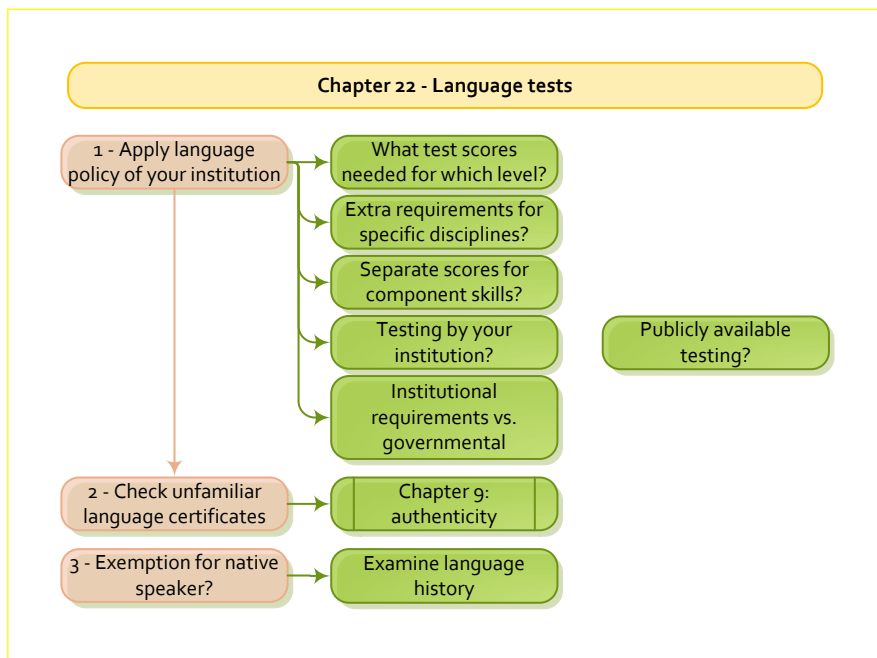 Chapter 22 - Language tests
1 - Apply language
policy of your institution
What test scores
needed for which level?
Extra requirements for
specific disciplines?
Separate scores for
component skills?
Testing by your
institution?
Publicly available
testing?
Institutional
requirements vs.
governmental
2 - Check unfamiliar
language certificates
Chapter 9:
authenticity
3 - Exemption for native
speaker?
Examine language
history